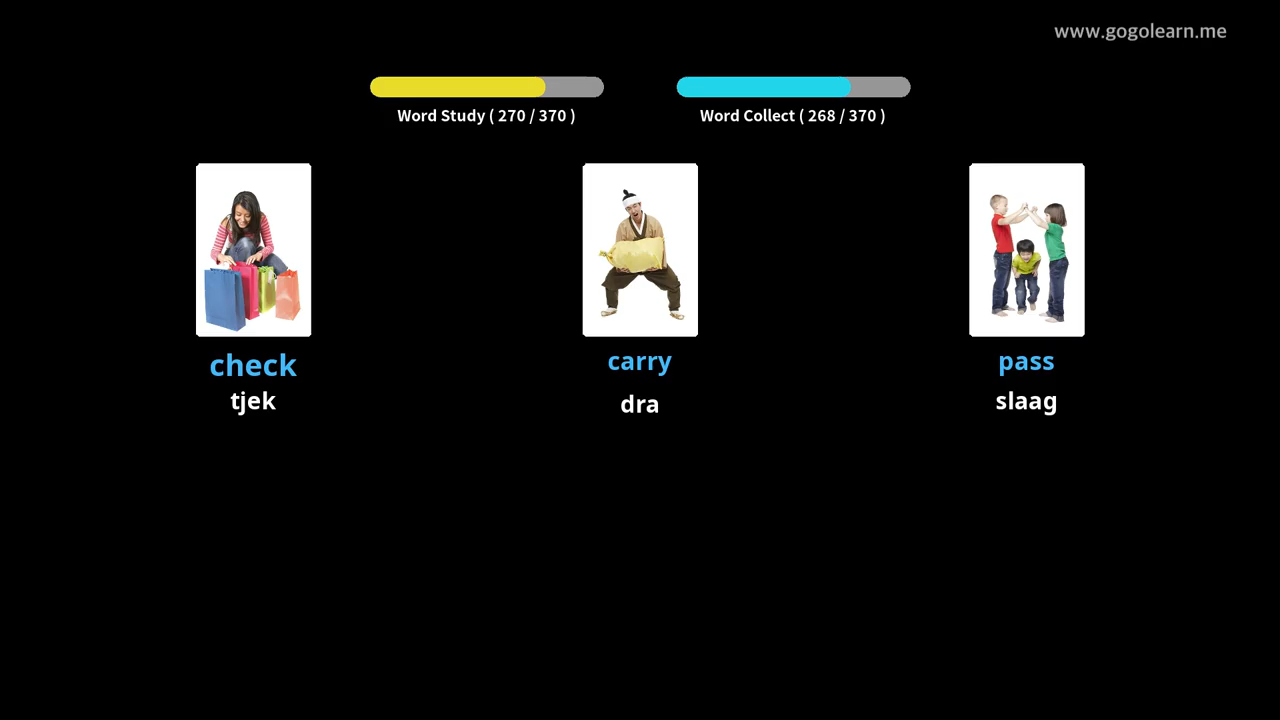 www.gogolearn.me
Word Study ( 270 / 370 )
Word Collect ( 268 / 370 )
check
tjek
carry
dra
pass
slaag